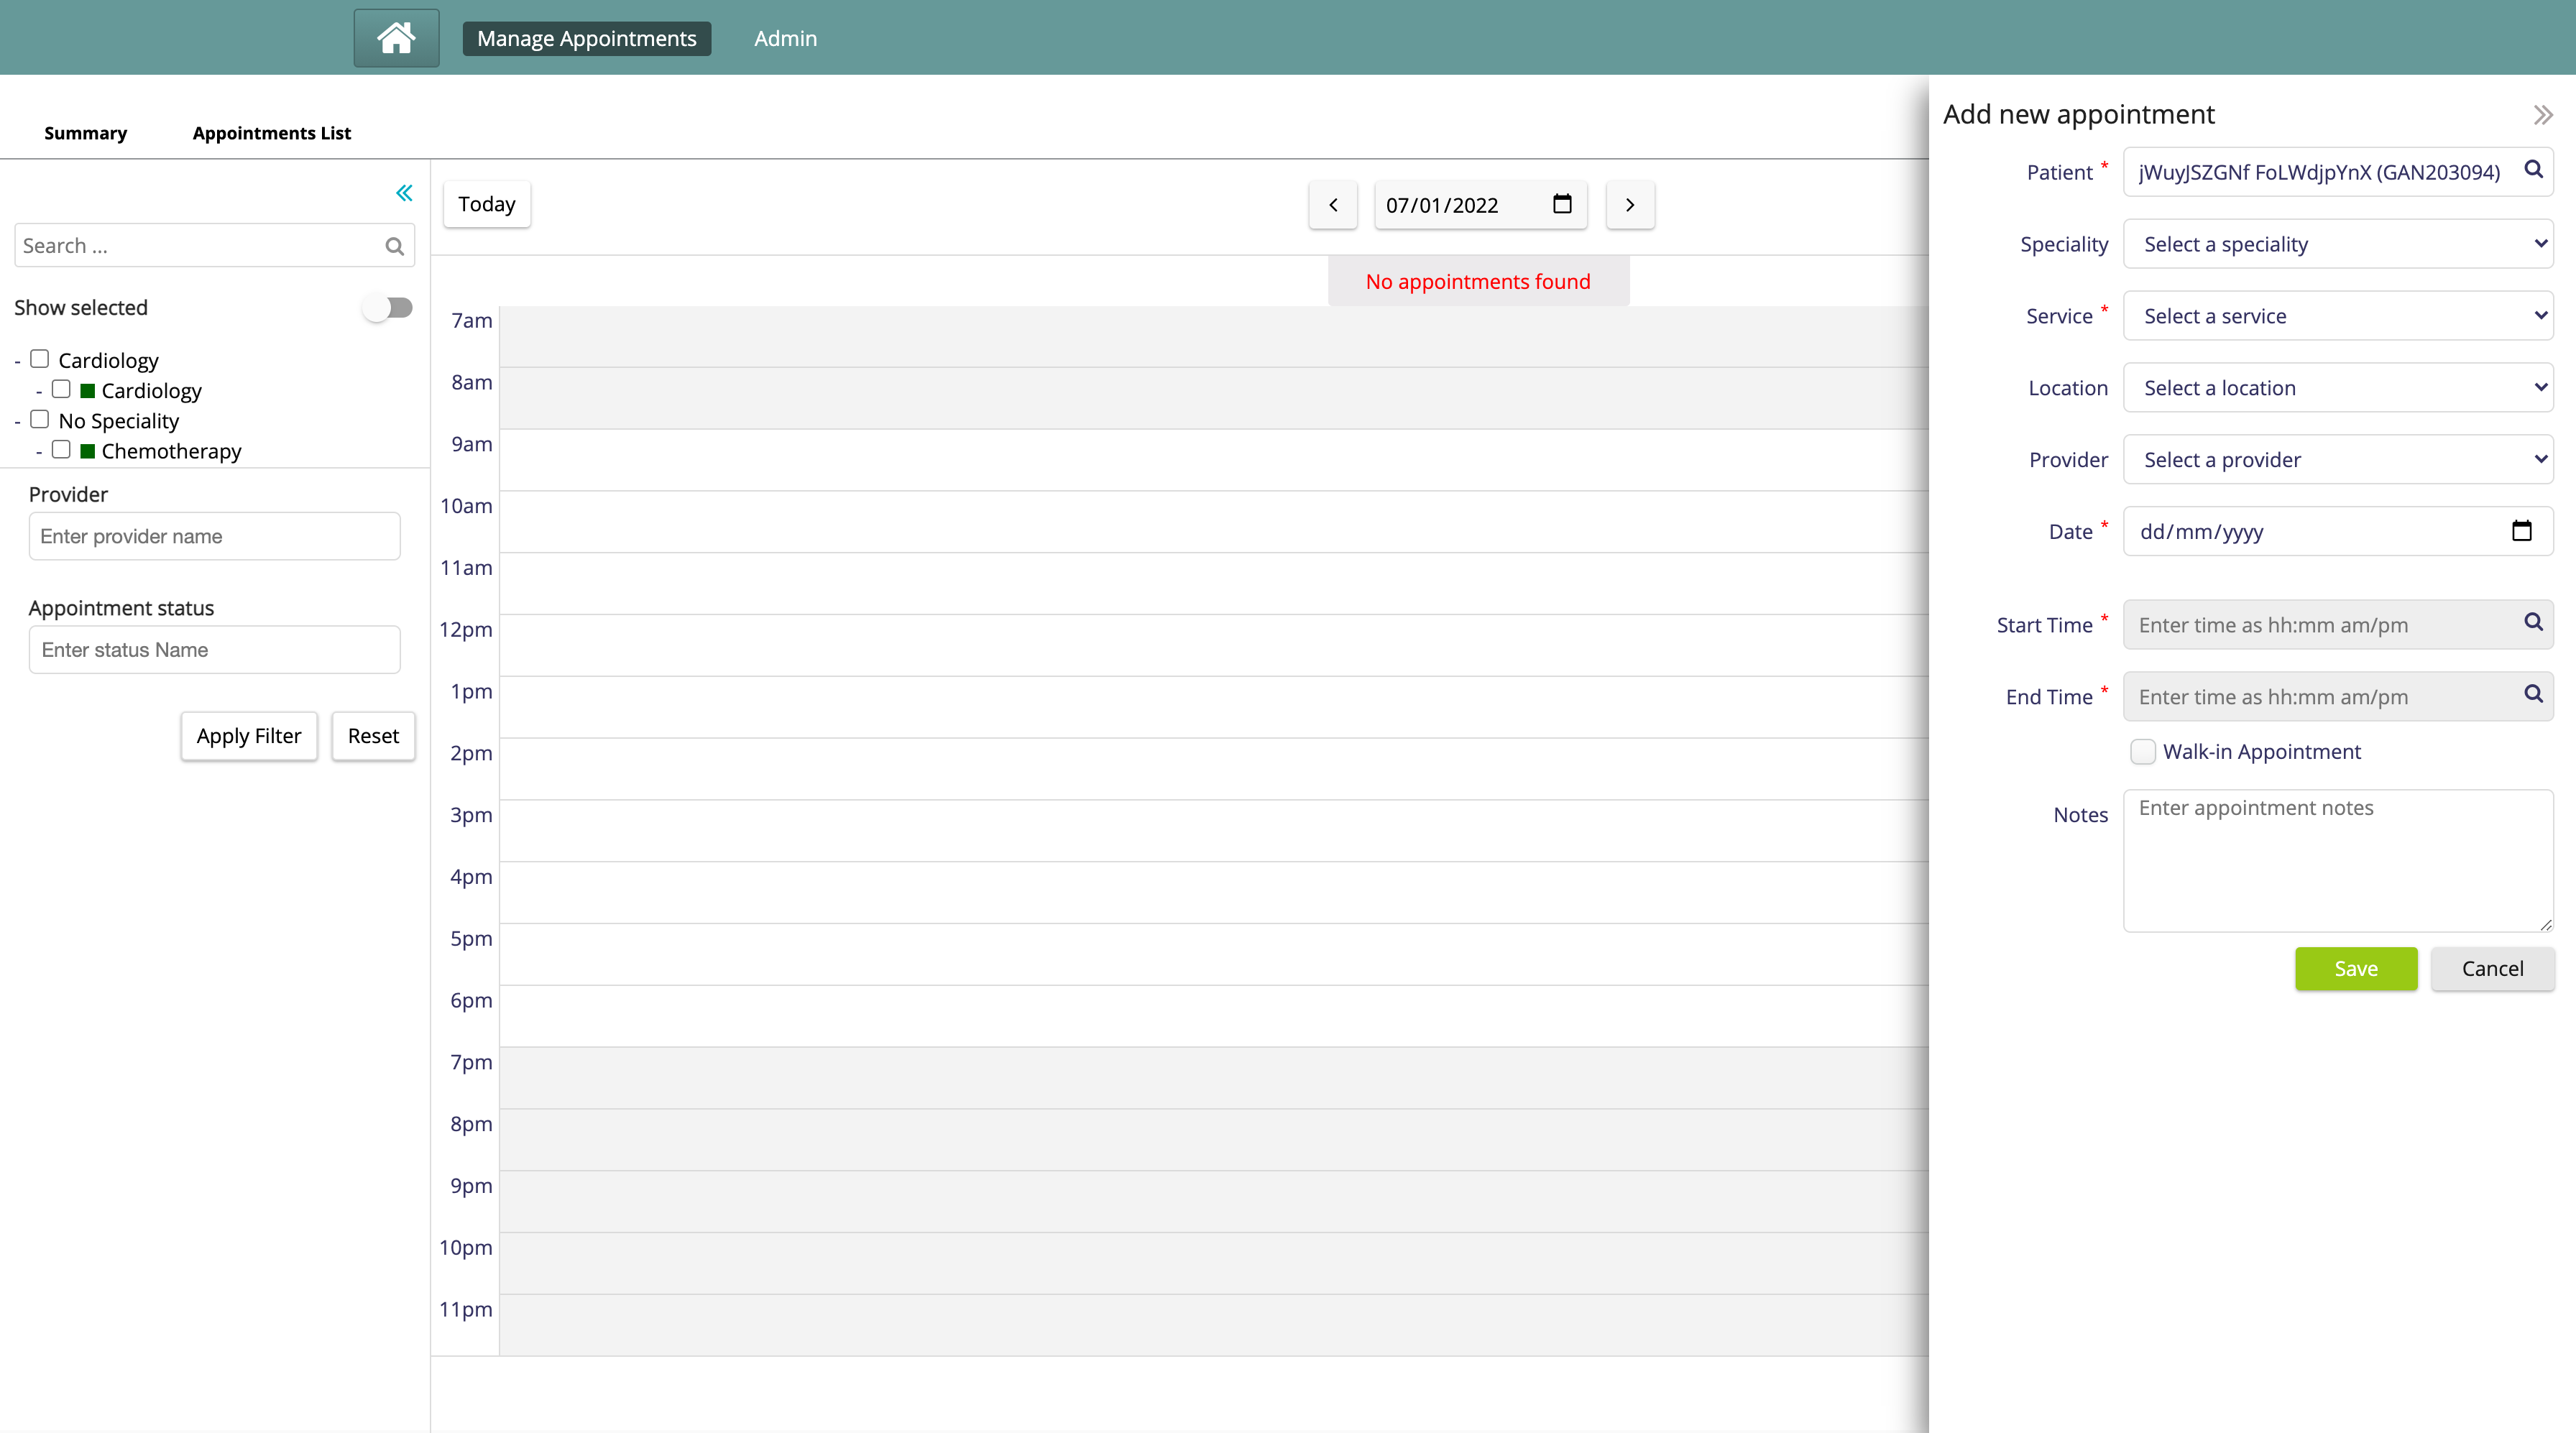 Manage Appointments
Admin
Summary
Appointments List
Search ...
Show selected
- Cardiology
- Cardiology
- No Speciality
- Chemotherapy
Provider
Enter provider name
Appointment status
Enter status Name
Apply Filter
Reset
Today
07/01/2022
No appointments found
7am
8am
9am
10am
11am
12pm
1pm
2pm
3pm
4pm
5pm
6pm
7pm
8pm
9pm
10pm
11pm
Add new appointment
Patient * jWuyJSZGNf FoLWdjpYnX (GAN203094)
Speciality Select a speciality
Service * Select a service
Location Select a location
Provider Select a provider
Date * dd/mm/yyyy
Start Time * Enter time as hh:mm am/pm
End Time * Enter time as hh:mm am/pm
Walk-in Appointment
Notes Enter appointment notes
Save
Cancel